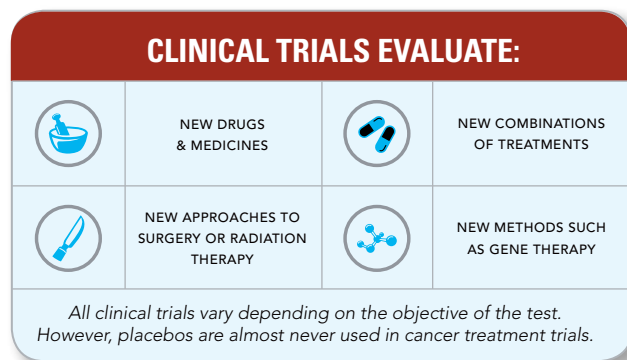 CLINICAL TRIALS EVALUATE:
NEW DRUGS
& MEDICINES
NEW COMBINATIONS
OF TREATMENTS
NEW APPROACHES TO
SURGERY OR RADIATION
THERAPY
NEW METHODS SUCH
AS GENE THERAPY
All clinical trials vary depending on the objective of the test.
However, placebos are almost never used in cancer treatment trials.